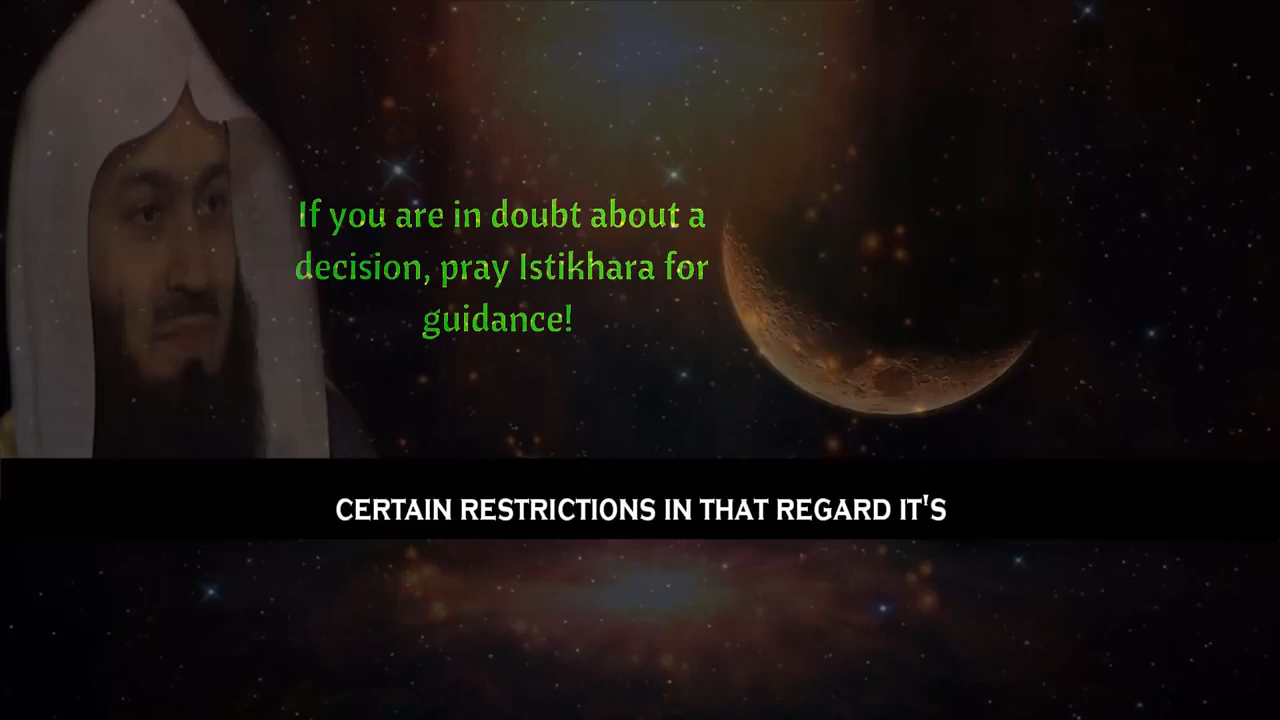 If you are in doubt about a
decision, pray Istikhara for
guidance!
CERTAIN RESTRICTIONS IN THAT REGARD IT'S